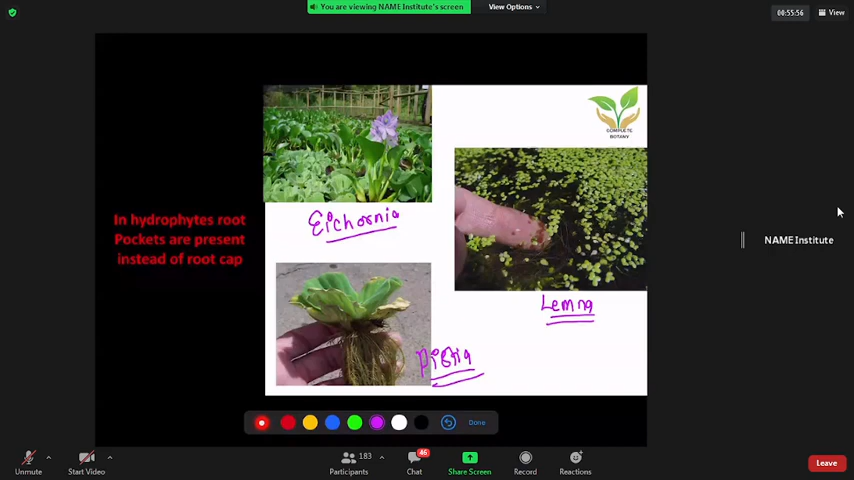 You are viewing NAME Institute's screen
View Options
00:55:56
View
COMPLETE
BOTANY
In hydrophytes root
Pockets are present
instead of root cap
Eichornia
Lemna
Pistia
NAME Institute
Done
Unmute
Start Video
183
Participants
46
Chat
Share Screen
Record
Reactions
Leave